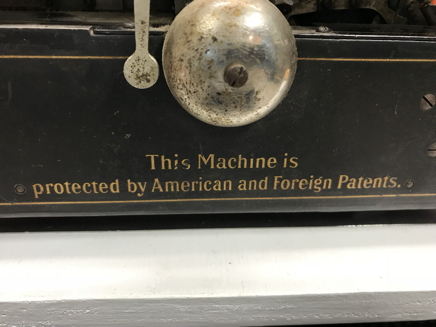 This Machine is
protected by American and Foreign Patents.